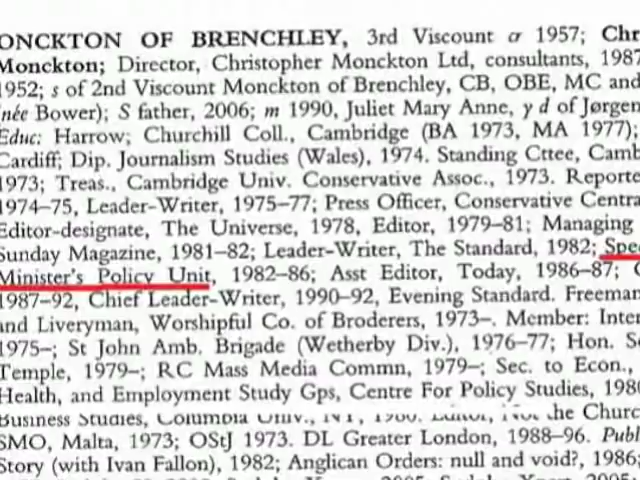 ONCKTON OF BRENCHLEY, 3rd Viscount cr 1957; Chr
Monckton; Director, Christopher Monckton Ltd, consultants, 1987
1952; s of 2nd Viscount Monckton of Brenchley, CB, OBE, MC and
(née Bower); S father, 2006; m 1990, Juliet Mary Anne, y d of Jørgen
Educ: Harrow; Churchill Coll., Cambridge (BA 1973, MA 1977);
Cardiff; Dip. Journalism Studies (Wales), 1974. Standing Cttee, Camb
1973; Treas., Cambridge Univ. Conservative Assoc., 1973. Reporte
1974–75, Leader-Writer, 1975–77; Press Officer, Conservative Centra
Editor-designate, The Universe, 1978, Editor, 1979–81; Managing
Sunday Magazine, 1981–82; Leader-Writer, The Standard, 1982; Spe
Minister's Policy Unit, 1982–86; Asst Editor, Today, 1986–87; C
1987–92, Chief Leader-Writer, 1990–92, Evening Standard. Freeman
and Liveryman, Worshipful Co. of Broderers, 1973–. Member: Inter
1975–; St John Amb. Brigade (Wetherby Div.), 1976–77; Hon. Se
Temple, 1979–; RC Mass Media Commn, 1979–; Sec. to Econ.,
Health, and Employment Study Gps, Centre For Policy Studies, 1980
Business Studies, Columbia Univ., NY, 1980. the Church
SMO, Malta, 1973; OStJ 1973. DL Greater London, 1988–96. Publ
Story (with Ivan Fallon), 1982; Anglican Orders: null and void?, 1986;